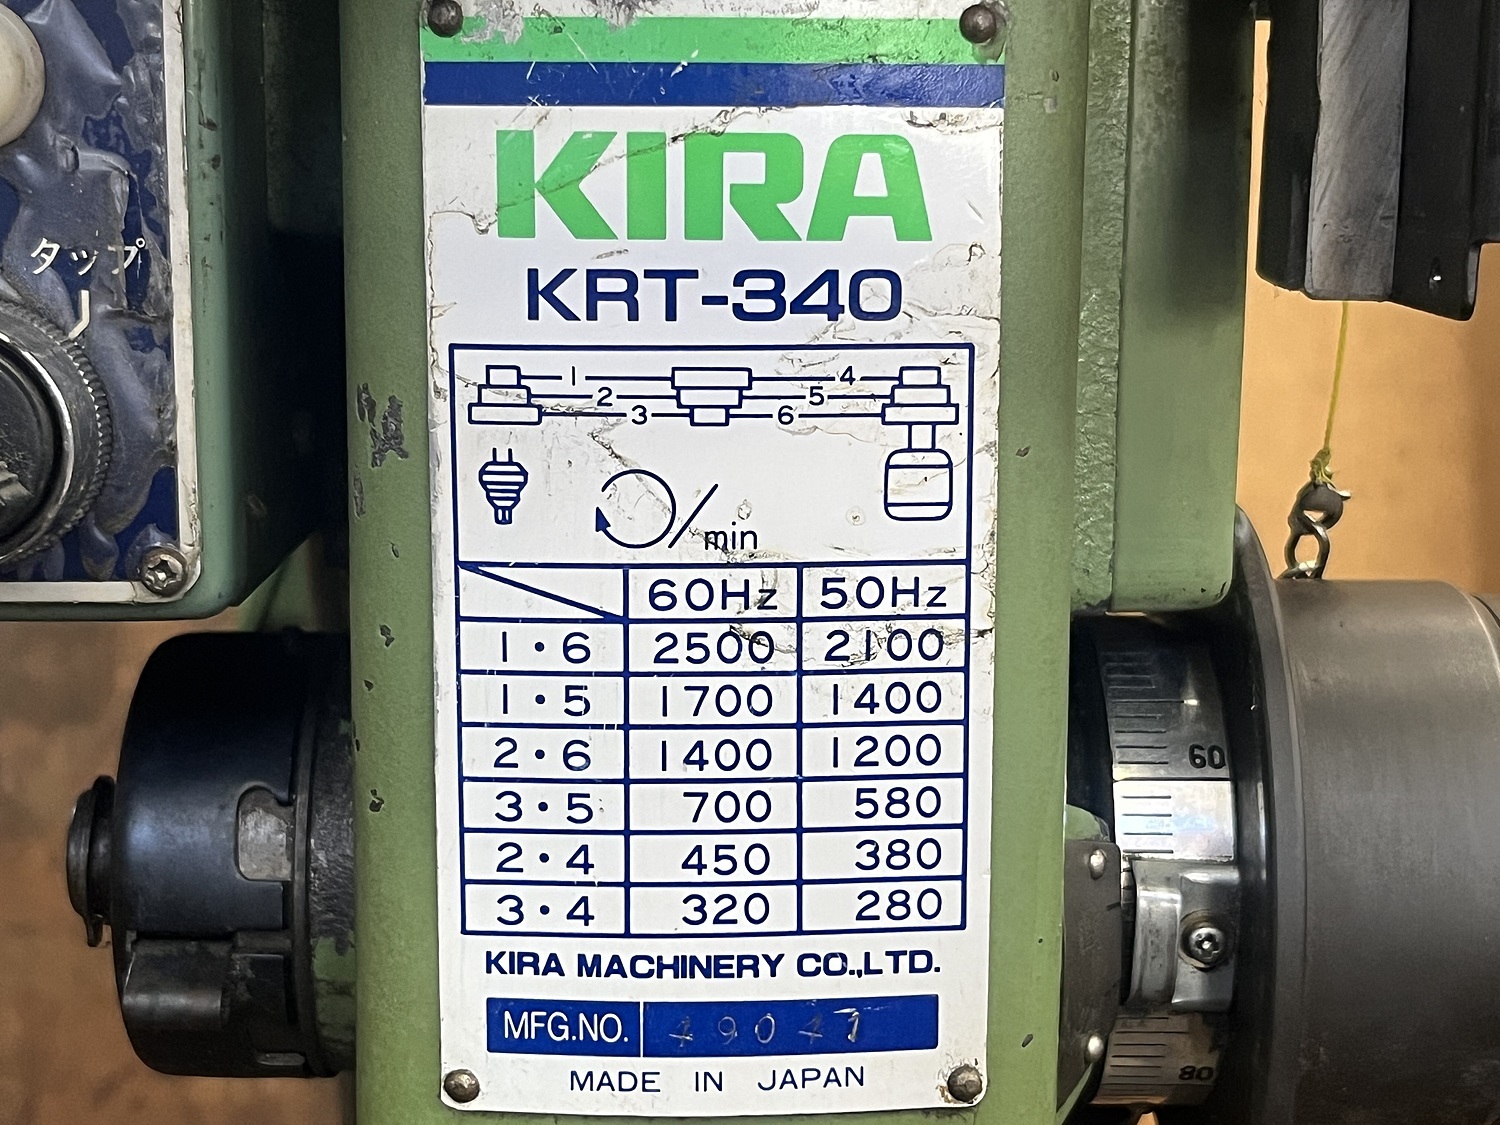 タップ
KIRA
KRT-340
1 4
2 5
3 6
/min
60Hz 50Hz
1・6 2500 2100
1・5 1700 1400
2・6 1400 1200
3・5 700 580
2・4 450 380
3・4 320 280
KIRA MACHINERY CO.,LTD.
MFG.NO.
MADE IN JAPAN
60
80